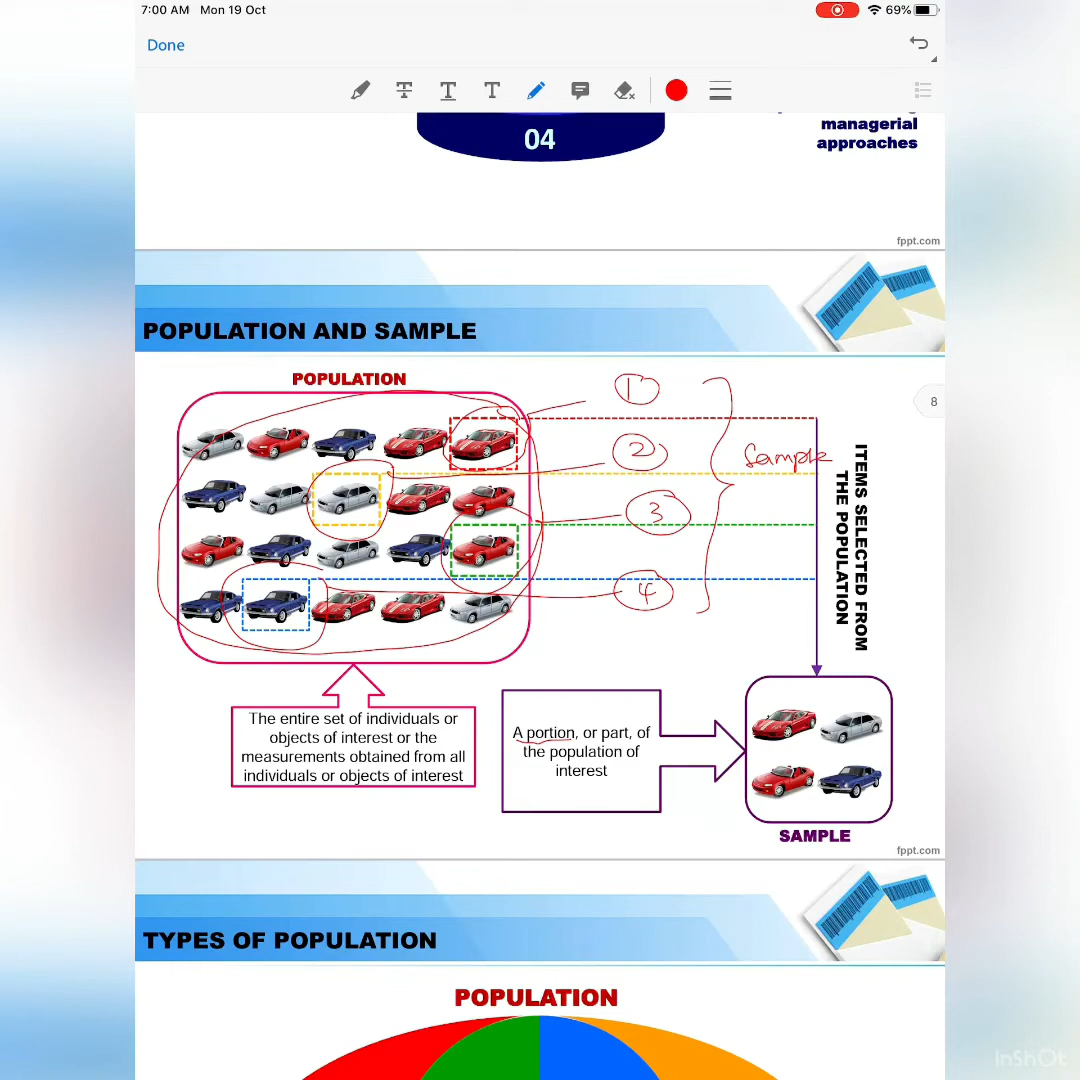 7:00 AM Mon 19 Oct
69%
Done
T T T
04
managerial
approaches
fppt.com
POPULATION AND SAMPLE
8
POPULATION
1
2
3
4
Sample
ITEMS SELECTED FROM
THE POPULATION
The entire set of individuals or
objects of interest or the
measurements obtained from all
individuals or objects of interest
A portion, or part, of
the population of
interest
SAMPLE
fppt.com
TYPES OF POPULATION
POPULATION
InShOt